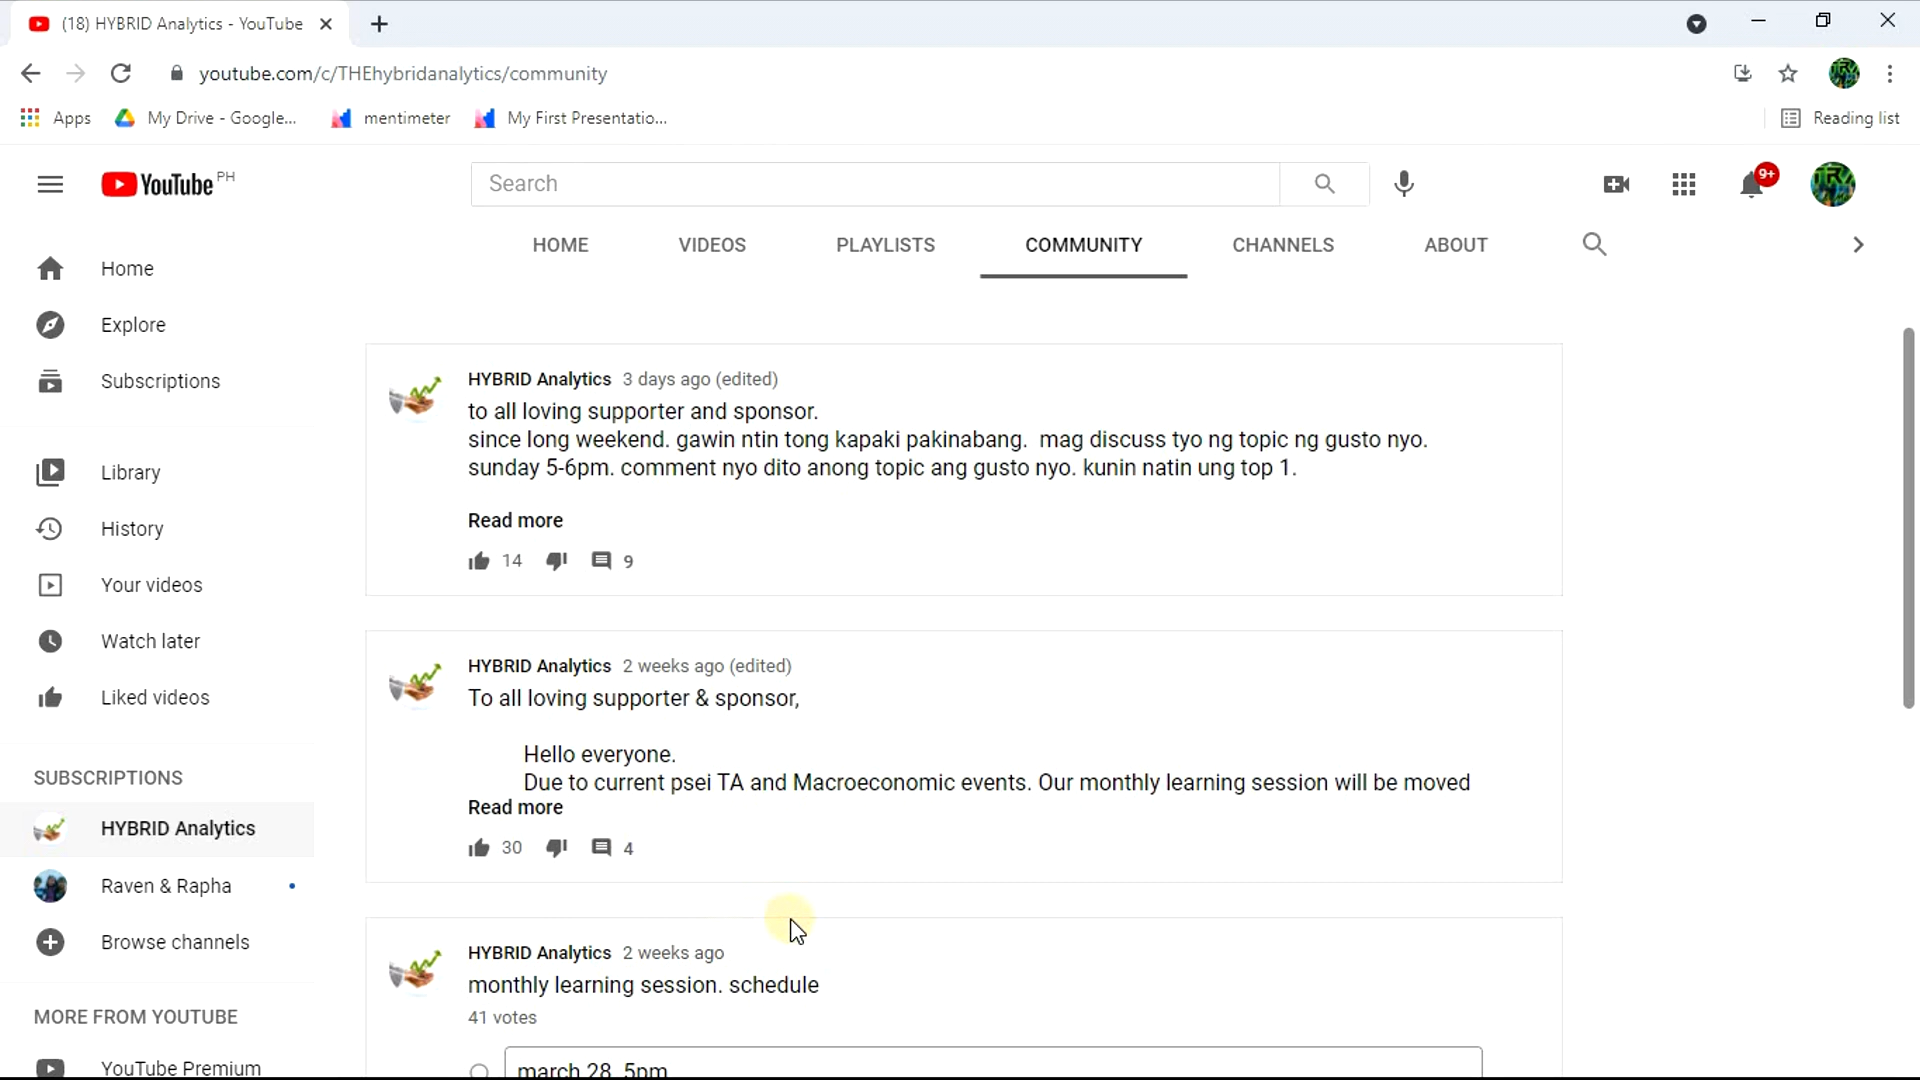 (18) HYBRID Analytics - YouTube
youtube.com/c/THEhybridanalytics/community
Apps My Drive - Google... mentimeter My First Presentatio... Reading list
YouTube PH Search 9+
HOME VIDEOS PLAYLISTS COMMUNITY CHANNELS ABOUT
Home
Explore
Subscriptions
Library
History
Your videos
Watch later
Liked videos
SUBSCRIPTIONS
HYBRID Analytics
Raven & Rapha
Browse channels
MORE FROM YOUTUBE
YouTube Premium
HYBRID Analytics 3 days ago (edited)
to all loving supporter and sponsor.
since long weekend. gawin ntin tong kapaki pakinabang. mag discuss tyo ng topic ng gusto nyo.
sunday 5-6pm. comment nyo dito anong topic ang gusto nyo. kunin natin ung top 1.
Read more
14 9
HYBRID Analytics 2 weeks ago (edited)
To all loving supporter & sponsor,
Hello everyone.
Due to current psei TA and Macroeconomic events. Our monthly learning session will be moved
Read more
30 4
HYBRID Analytics 2 weeks ago
monthly learning session. schedule
41 votes
march 28 5pm